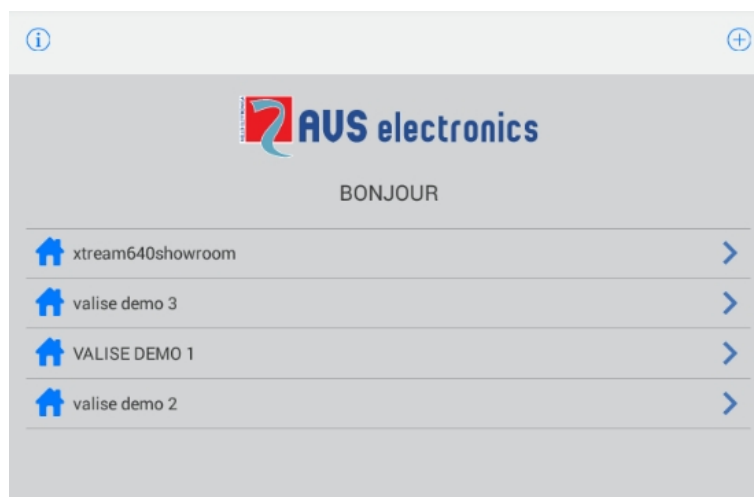 AVS electronics
BONJOUR
xtream640showroom
valise demo 3
VALISE DEMO 1
valise demo 2